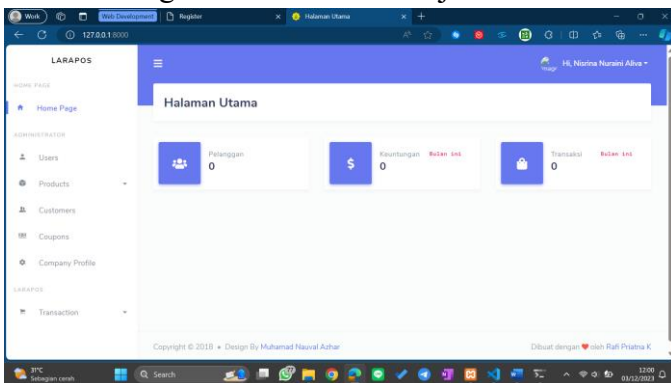 Work
Web Development
Register
Halaman Utama
127.0.0.1:8000
LARAPOS
Hi, Nisrina Nuraini Aliva
HOME PAGE
Home Page
Halaman Utama
ADMINISTRATOR
Users
Products
Customers
Coupons
Company Profile
Pelanggan
0
Keuntungan Bulan ini
0
Transaksi Bulan ini
0
LARAPOS
Transaction
Copyright © 2018 • Design By Muhamad Nauval Azhar
Dibuat dengan ❤ oleh Rafi Priatna K
31°C
Sebagian cerah
Search
12:00
03/12/2023